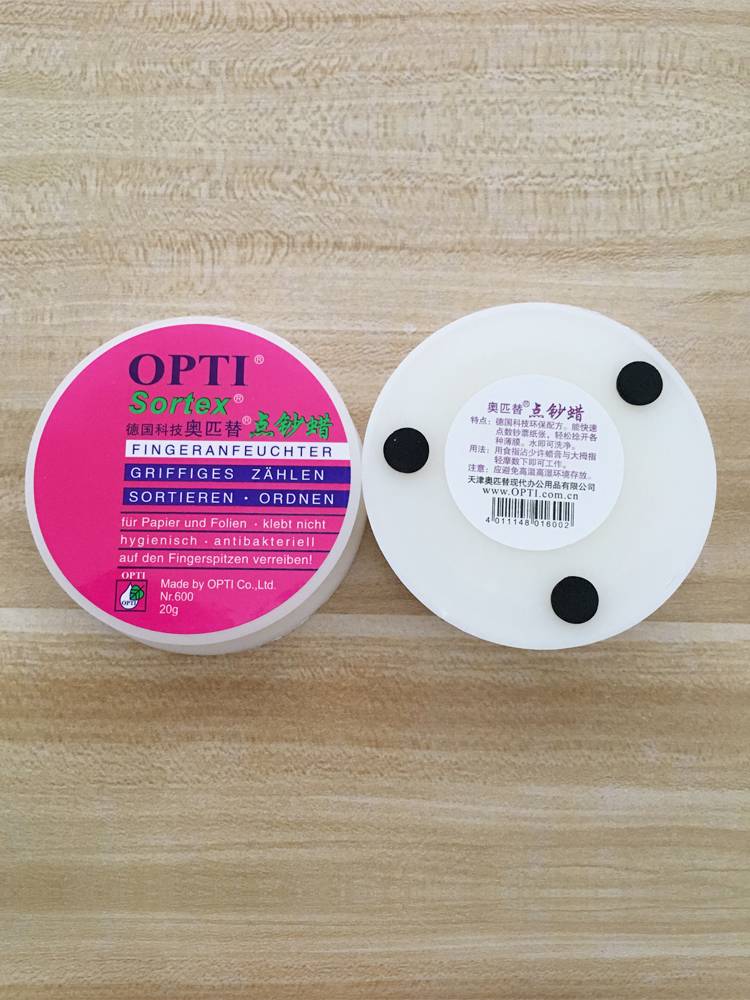 OPTI®
Sortex®
德国科技奥匹替®点钞蜡
FINGERANFEUCHTER
GRIFFIGES ZÄHLEN
SORTIEREN · ORDNEN
für Papier und Folien · klebt nicht
hygienisch · antibakteriell
auf den Fingerspitzen verreiben!
OPTI
OPTI
Made by OPTI Co.,Ltd.
Nr.600
20g
奥匹替®点钞蜡
特点：德国科技环保配方。能快速
点数钞票纸张，轻松捻开各
种薄膜。水即可洗净。
用法：用食指沾少许蜡膏与大拇指
轻摩数下即可工作。
注意：应避免高温高湿环境存放。
天津奥匹替现代办公用品有限公司
www.OPTI.com.cn
4 011148 016002